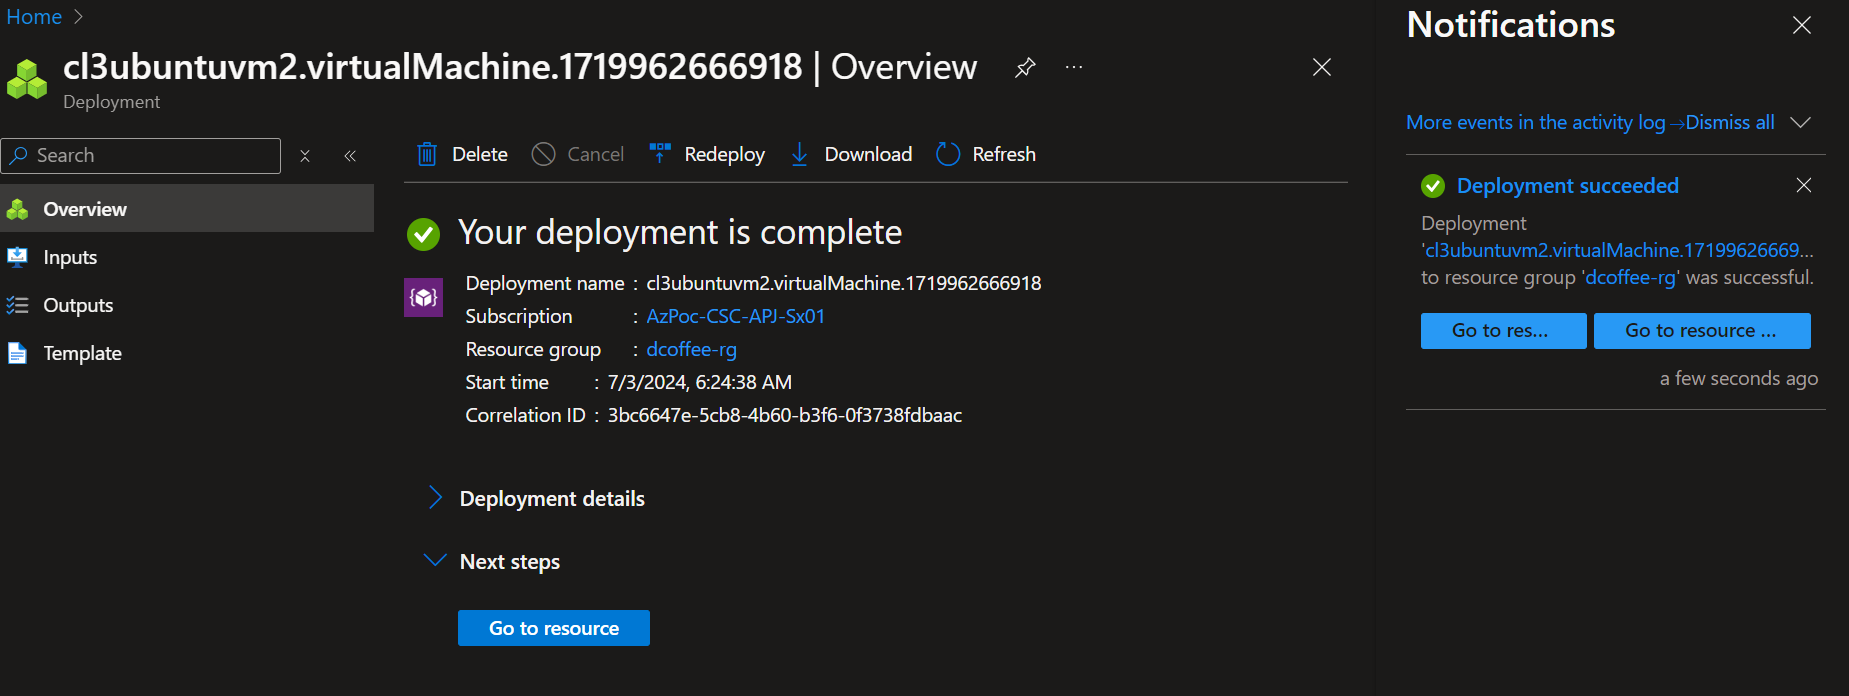 Home
cl3ubuntuvm2.virtualMachine.1719962666918 | Overview
Deployment
Search
Overview
Inputs
Outputs
Template
Delete Cancel Redeploy Download Refresh
Your deployment is complete
Deployment name : cl3ubuntuvm2.virtualMachine.1719962666918
Subscription : AzPoc-CSC-APJ-Sx01
Resource group : dcoffee-rg
Start time : 7/3/2024, 6:24:38 AM
Correlation ID : 3bc6647e-5cb8-4b60-b3f6-0f3738fdbaac
Deployment details
Next steps
Go to resource
Notifications
More events in the activity log → Dismiss all
Deployment succeeded
Deployment
'cl3ubuntuvm2.virtualMachine.17199626669...
to resource group 'dcoffee-rg' was successful.
Go to res... Go to resource ...
a few seconds ago